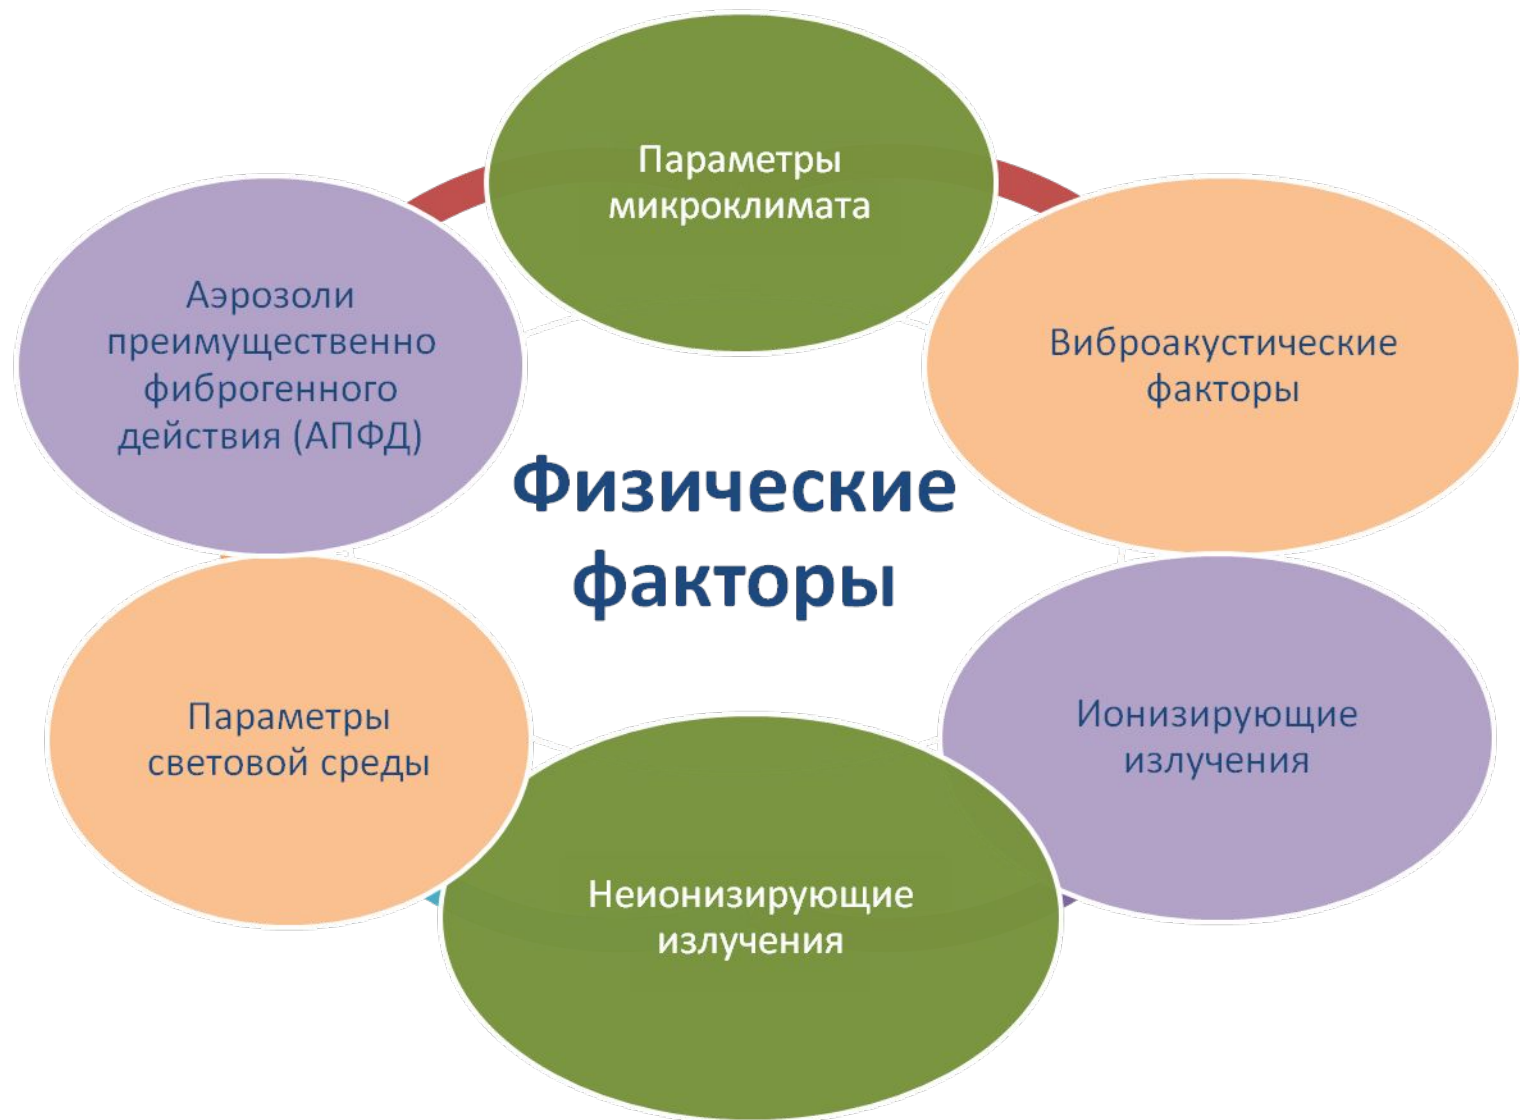 Параметры
микроклимата
Аэрозоли
преимущественно
фиброгенного
действия (АПФД)
Виброакустические
факторы
Физические
факторы
Параметры
световой среды
Ионизирующие
излучения
Неионизирующие
излучения